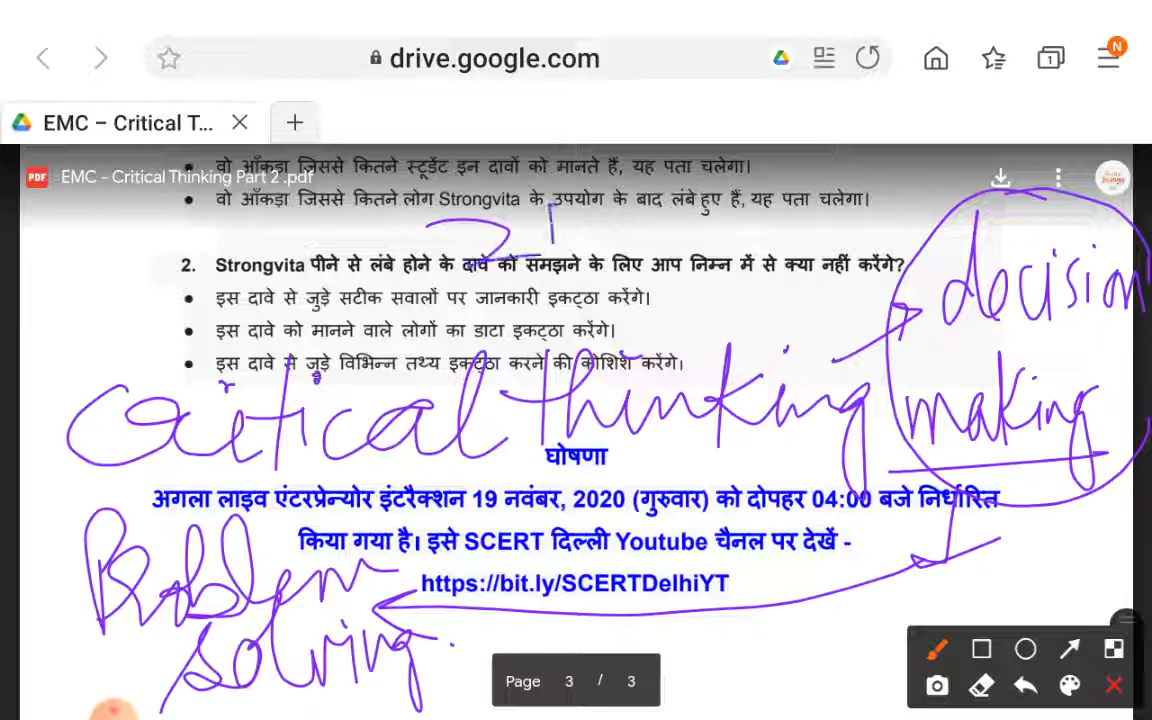 drive.google.com
N
1
EMC – Critical T...
वो आँकड़ा जिससे कितने स्टूडेंट इन दावों को मानते हैं, यह पता चलेगा।
PDF EMC - Critical Thinking Part 2 .pdf
वो आँकड़ा जिससे कितने लोग Strongvita के उपयोग के बाद लंबे हुए हैं, यह पता चलेगा।
2. Strongvita पीने से लंबे होने के दावे को समझने के लिए आप निम्न में से क्या नहीं करेंगे?
इस दावे से जुड़े सटीक सवालों पर जानकारी इकट्ठा करेंगे।
इस दावे को मानने वाले लोगों का डाटा इकट्ठा करेंगे।
इस दावे से जुड़े विभिन्न तथ्य इकट्ठा करने की कोशिश करेंगे।
decision
making
Critical thinking
घोषणा
अगला लाइव एंटरप्रेन्योर इंटरैक्शन 19 नवंबर, 2020 (गुरुवार) को दोपहर 04:00 बजे निर्धारित
किया गया है। इसे SCERT दिल्ली Youtube चैनल पर देखें -
https://bit.ly/SCERTDelhiYT
Problem
solving
Page 3 / 3